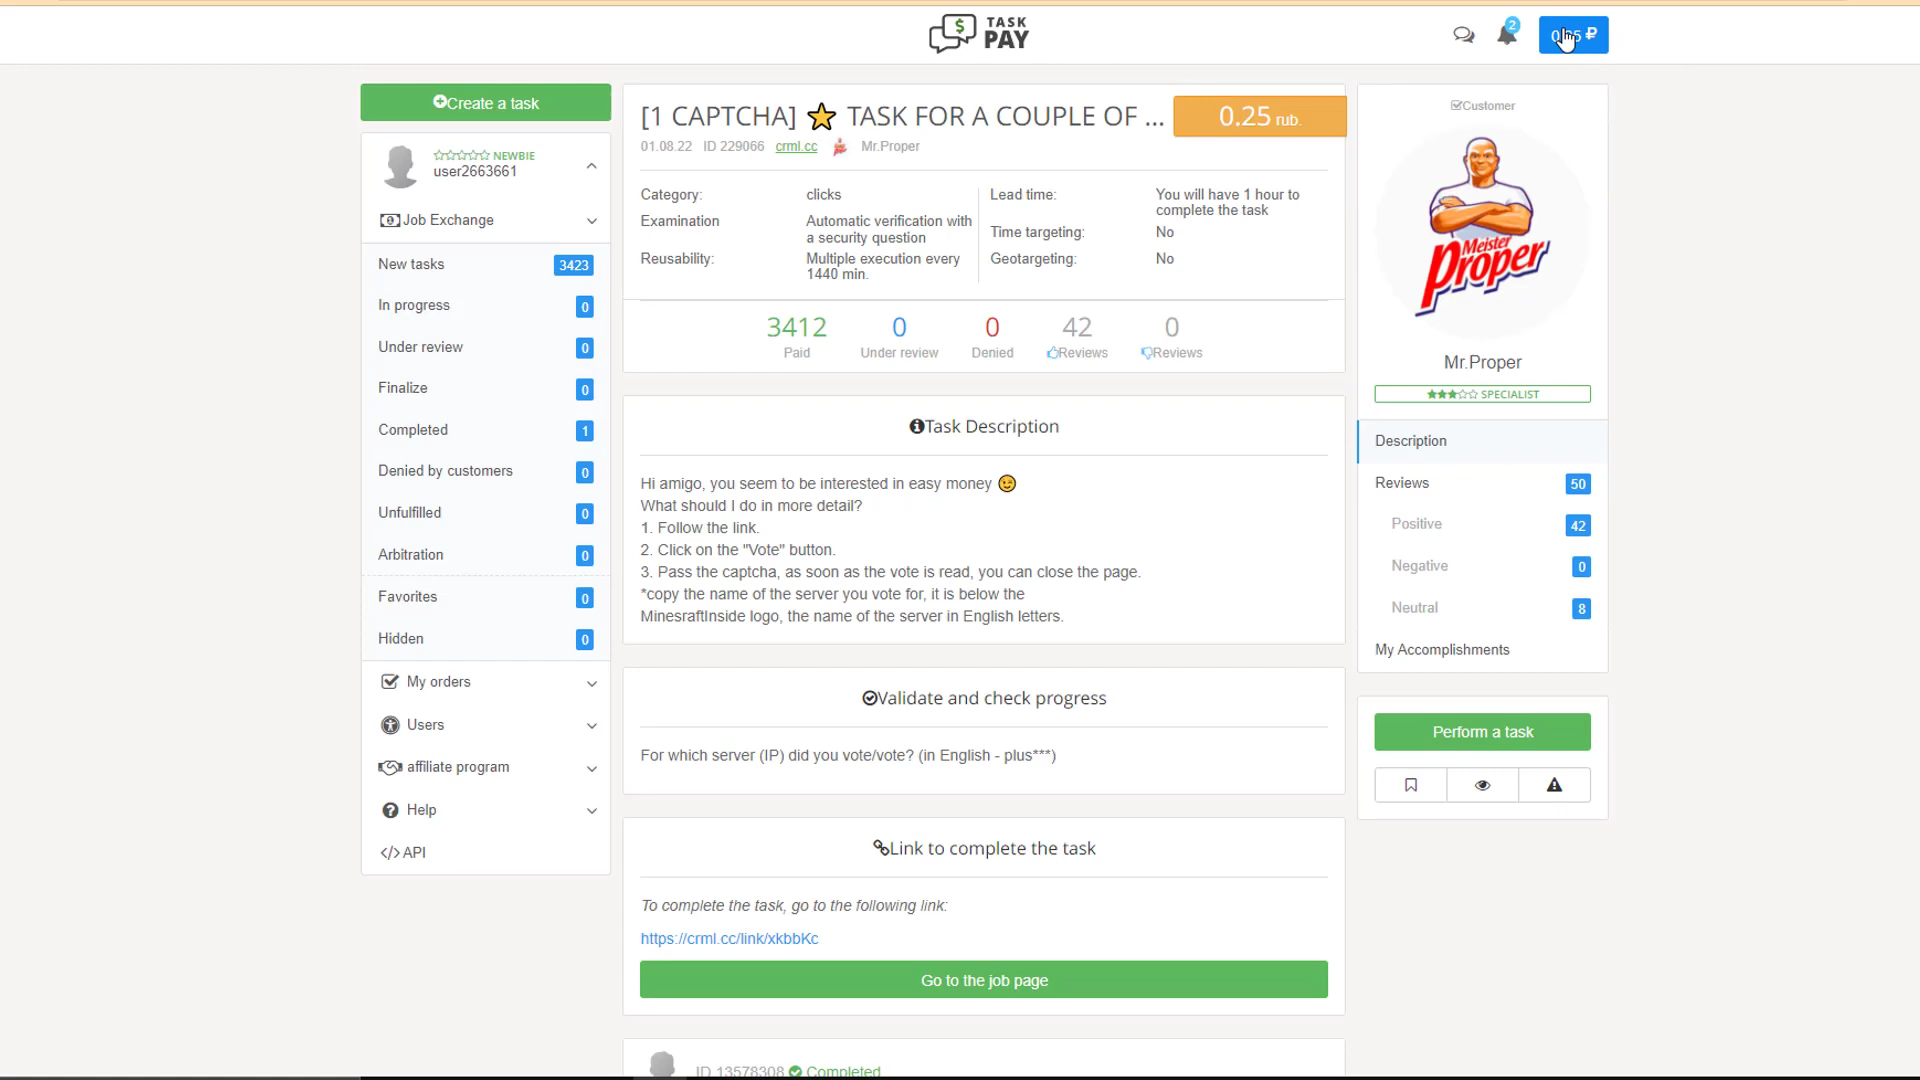 TASK
PAY
2
Create a task
NEWBIE
user2663661
Job Exchange
New tasks 3423
In progress 0
Under review 0
Finalize 0
Completed 1
Denied by customers 0
Unfulfilled 0
Arbitration 0
Favorites 0
Hidden 0
My orders
Users
affiliate program
Help
</> API
[1 CAPTCHA] ⭐ TASK FOR A COUPLE OF ...
0.25 rub.
01.08.22 ID 229066 crml.cc Mr.Proper
Category: clicks
Examination Automatic verification with
a security question
Reusability: Multiple execution every
1440 min.
Lead time: You will have 1 hour to
complete the task
Time targeting: No
Geotargeting: No
3412 0 0 42 0
Paid Under review Denied Reviews Reviews
Task Description
Hi amigo, you seem to be interested in easy money 😉
What should I do in more detail?
1. Follow the link.
2. Click on the "Vote" button.
3. Pass the captcha, as soon as the vote is read, you can close the page.
*copy the name of the server you vote for, it is below the
MinesraftInside logo, the name of the server in English letters.
Validate and check progress
For which server (IP) did you vote/vote? (in English - plus***)
Link to complete the task
To complete the task, go to the following link:
https://crml.cc/link/xkbbKc
Go to the job page
ID 13578308 Completed
Customer
Meister
Proper
Mr.Proper
SPECIALIST
Description
Reviews 50
Positive 42
Negative 0
Neutral 8
My Accomplishments
Perform a task